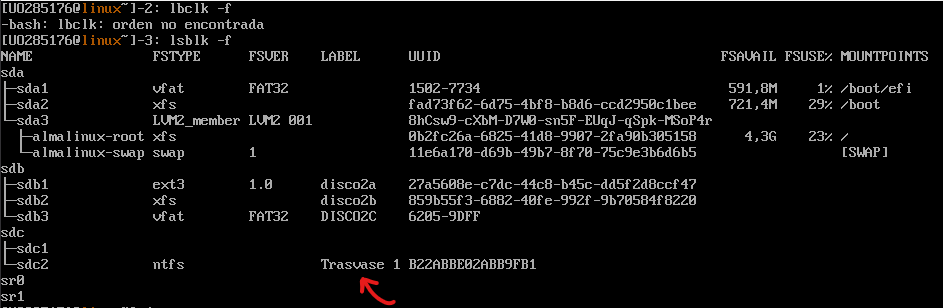 [UO285176@linux]-2: lbclk -f
-bash: lbclk: orden no encontrada
[UO285176@linux]-3: lsblk -f
NAME FSTYPE FSVER LABEL UUID FSAVAIL FSUSE% MOUNTPOINTS
sda
├─sda1 vfat FAT32 1502-7734 591,8M 1% /boot/efi
├─sda2 xfs fad73f62-6d75-4bf8-b8d6-ccd2950c1bee 721,4M 29% /boot
└─sda3 LVM2_member LVM2 001 8hCsw9-cXbM-D7W0-sn5F-EUqJ-qSpk-MSoP4r
├─almalinux-root xfs 0b2fc26a-6825-41d8-9907-2fa90b305158 4,3G 23% /
└─almalinux-swap swap 1 11e6a170-d69b-49b7-8f70-75c9e3b6d6b5 [SWAP]
sdb
├─sdb1 ext3 1.0 disco2a 27a5608e-c7dc-44c8-b45c-dd5f2d8ccf47
├─sdb2 xfs disco2b 859b55f3-6882-40fe-992f-9b70584f8220
└─sdb3 vfat FAT32 DISCO2C 6205-9DFF
sdc
├─sdc1
└─sdc2 ntfs Trasvase 1 B22ABBE02ABB9FB1
sr0
sr1